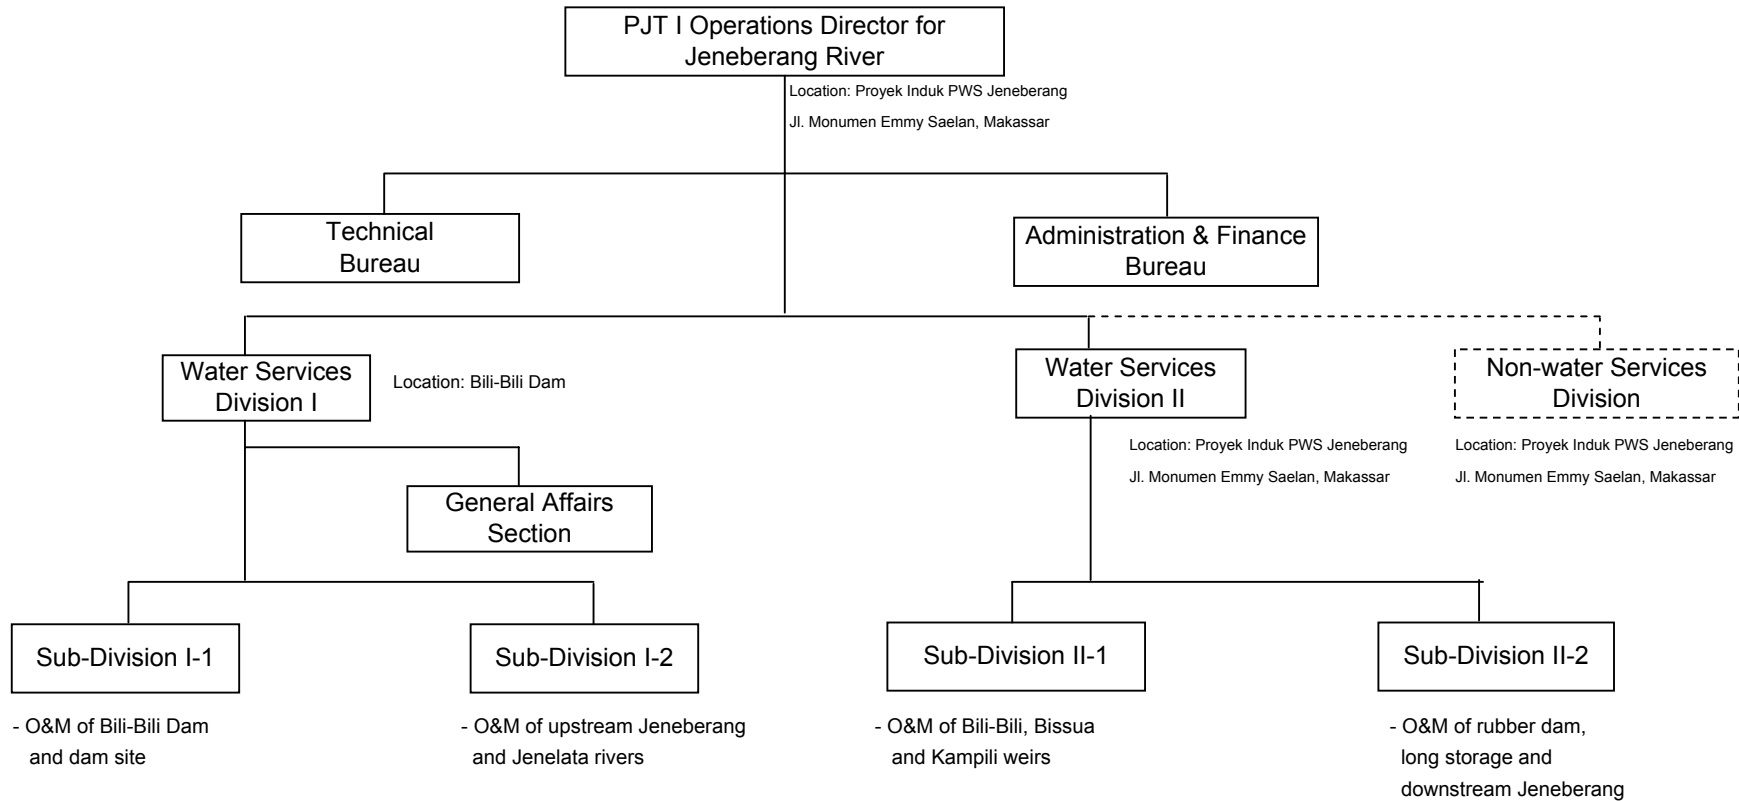 PJT I Operations Director for
Jeneberang River
Location: Proyek Induk PWS Jeneberang
Jl. Monumen Emmy Saelan, Makassar
Technical
Bureau
Administration & Finance
Bureau
Water Services
Division I
Location: Bili-Bili Dam
Water Services
Division II
Location: Proyek Induk PWS Jeneberang
Jl. Monumen Emmy Saelan, Makassar
Non-water Services
Division
Location: Proyek Induk PWS Jeneberang
Jl. Monumen Emmy Saelan, Makassar
General Affairs
Section
Sub-Division I-1
- O&M of Bili-Bili Dam
and dam site
Sub-Division I-2
- O&M of upstream Jeneberang
and Jenelata rivers
Sub-Division II-1
- O&M of Bili-Bili, Bissua
and Kampili weirs
Sub-Division II-2
- O&M of rubber dam,
long storage and
downstream Jeneberang